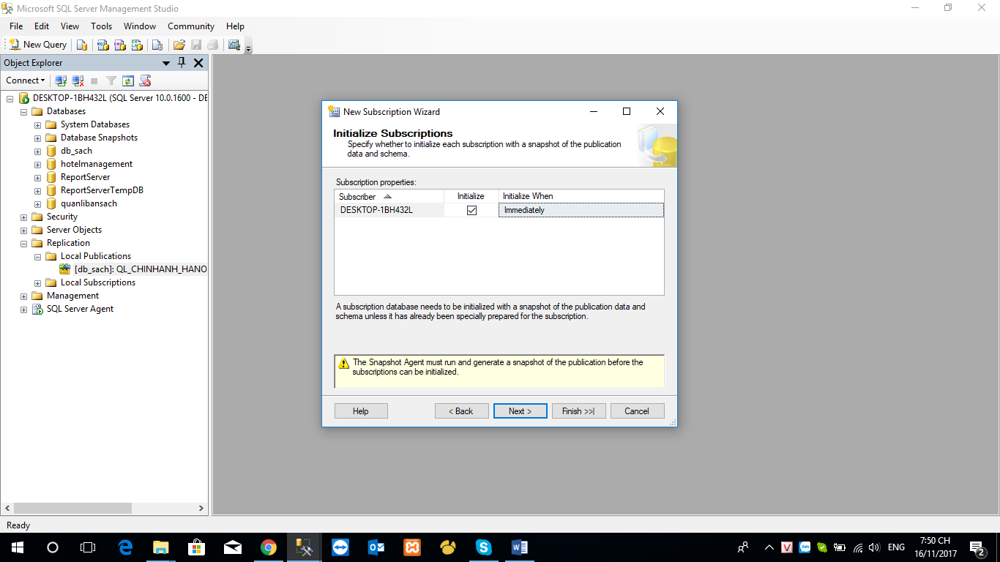 Microsoft SQL Server Management Studio
File Edit View Tools Window Community Help
New Query
Object Explorer
Connect
DESKTOP-1BH432L (SQL Server 10.0.1600 - DE
Databases
System Databases
Database Snapshots
db_sach
hotelmanagement
ReportServer
ReportServerTempDB
quanlibansach
Security
Server Objects
Replication
Local Publications
[db_sach]: QL_CHINHANH_HANO
Local Subscriptions
Management
SQL Server Agent
New Subscription Wizard
Initialize Subscriptions
Specify whether to initialize each subscription with a snapshot of the publication
data and schema.
Subscription properties:
Subscriber Initialize Initialize When
DESKTOP-1BH432L Immediately
A subscription database needs to be initialized with a snapshot of the publication data and
schema unless it has already been specially prepared for the subscription.
The Snapshot Agent must run and generate a snapshot of the publication before the
subscriptions can be initialized.
Help < Back Next > Finish >>| Cancel
Ready
ENG
7:50 CH
16/11/2017
2